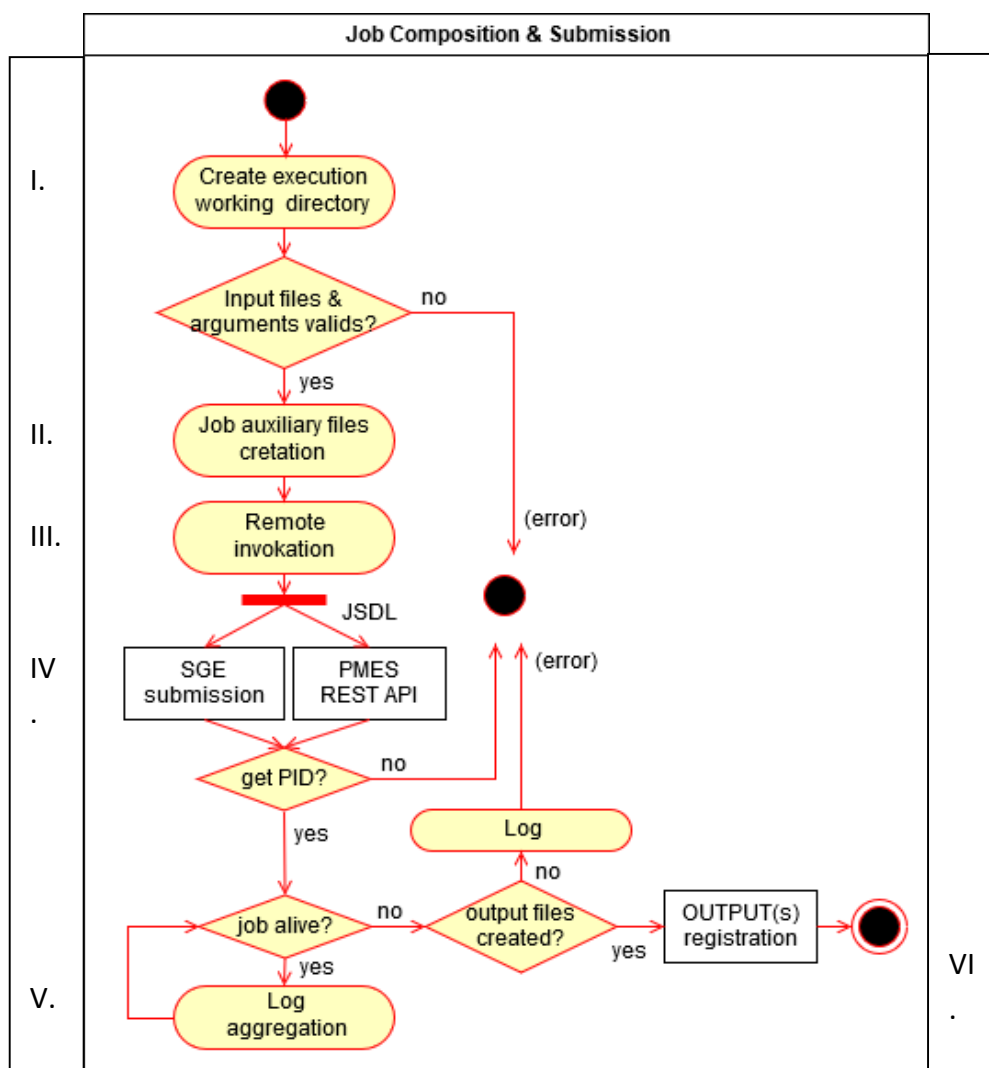 Job Composition & Submission
I.
Create execution
working directory
Input files &
arguments valids?
no
yes
II.
Job auxiliary files
cretation
III.
Remote
invokation
(error)
JSDL
IV
.
SGE
submission
PMES
REST API
(error)
get PID?
no
yes
Log
no
job alive?
no
output files
created?
yes
OUTPUT(s)
registration
yes
V.
Log
aggregation
VI
.